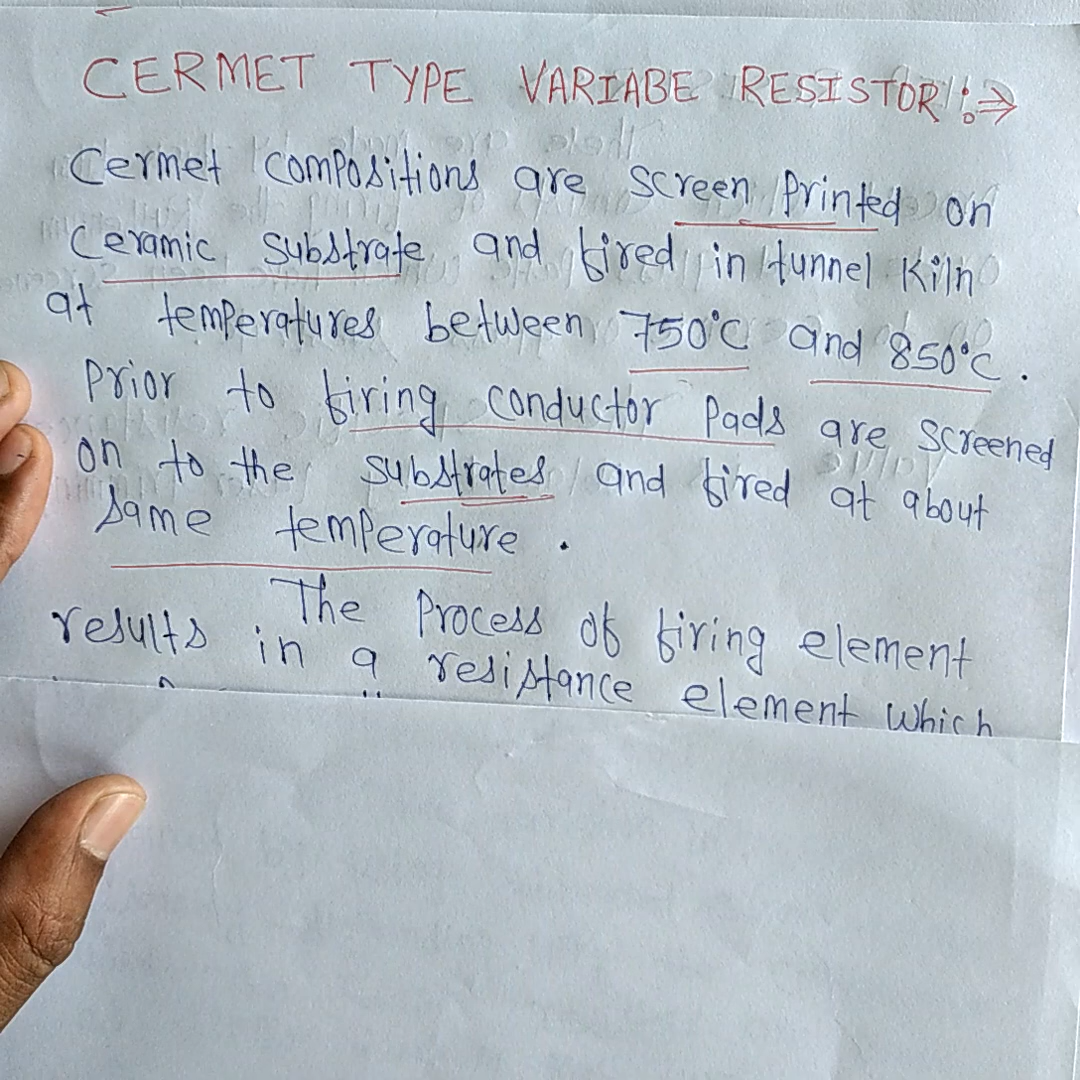 CERMET TYPE VARIABE RESISTOR :⇒
Cermet compositions are screen printed on
ceramic substrate and fired in tunnel kiln
at temperatures between 750°C and 850°C.
Prior to firing conductor pads are screened
on to the substrates and fired at about
same temperature.
The process of firing element
results in a resistance element which